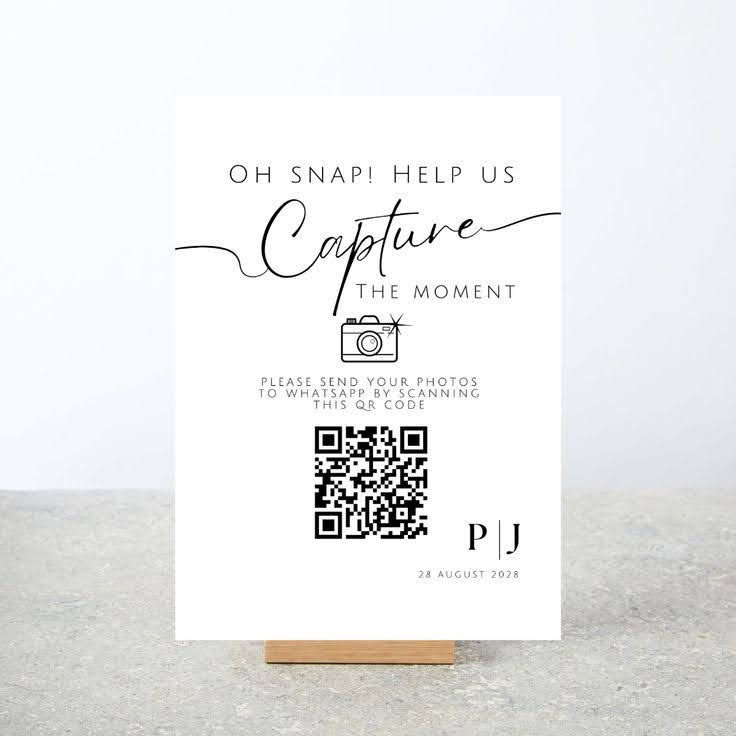 OH SNAP! HELP US
Capture
THE MOMENT
PLEASE SEND YOUR PHOTOS
TO WHATSAPP BY SCANNING
THIS QR CODE
P|J
28 AUGUST 2028